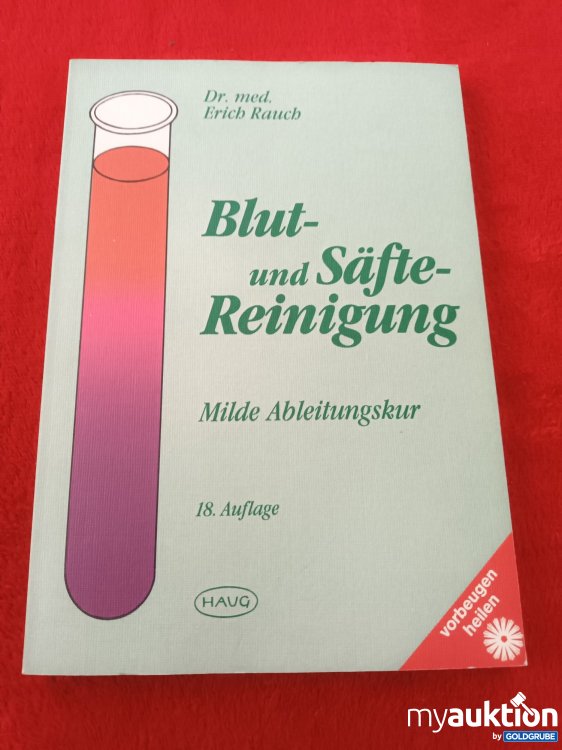 Dr. med.
Erich Rauch
Blut-
und Säfte-
Reinigung
Milde Ableitungskur
18. Auflage
HAUG
vorbeugen
heilen
myauktion
by GOLDGRUBE